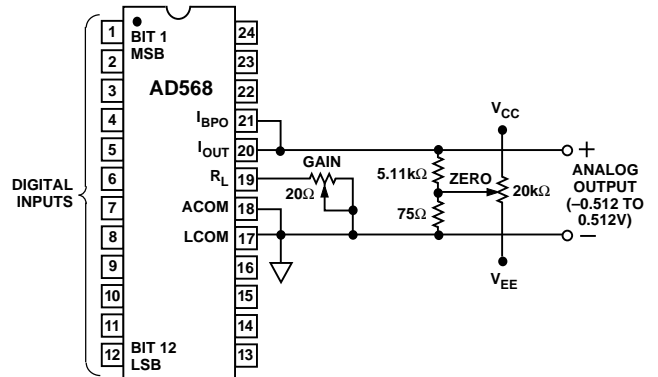 DIGITAL
INPUTS
1
2
3
4
5
6
7
8
9
10
11
12
BIT 1
MSB
AD568
I_BPO
I_OUT
R_L
ACOM
LCOM
BIT 12
LSB
24
23
22
21
20
19
18
17
16
15
14
13
GAIN
20Ω
5.11kΩ
75Ω
ZERO
V_CC
20kΩ
V_EE
+
ANALOG
OUTPUT
(–0.512 TO
0.512V)
–